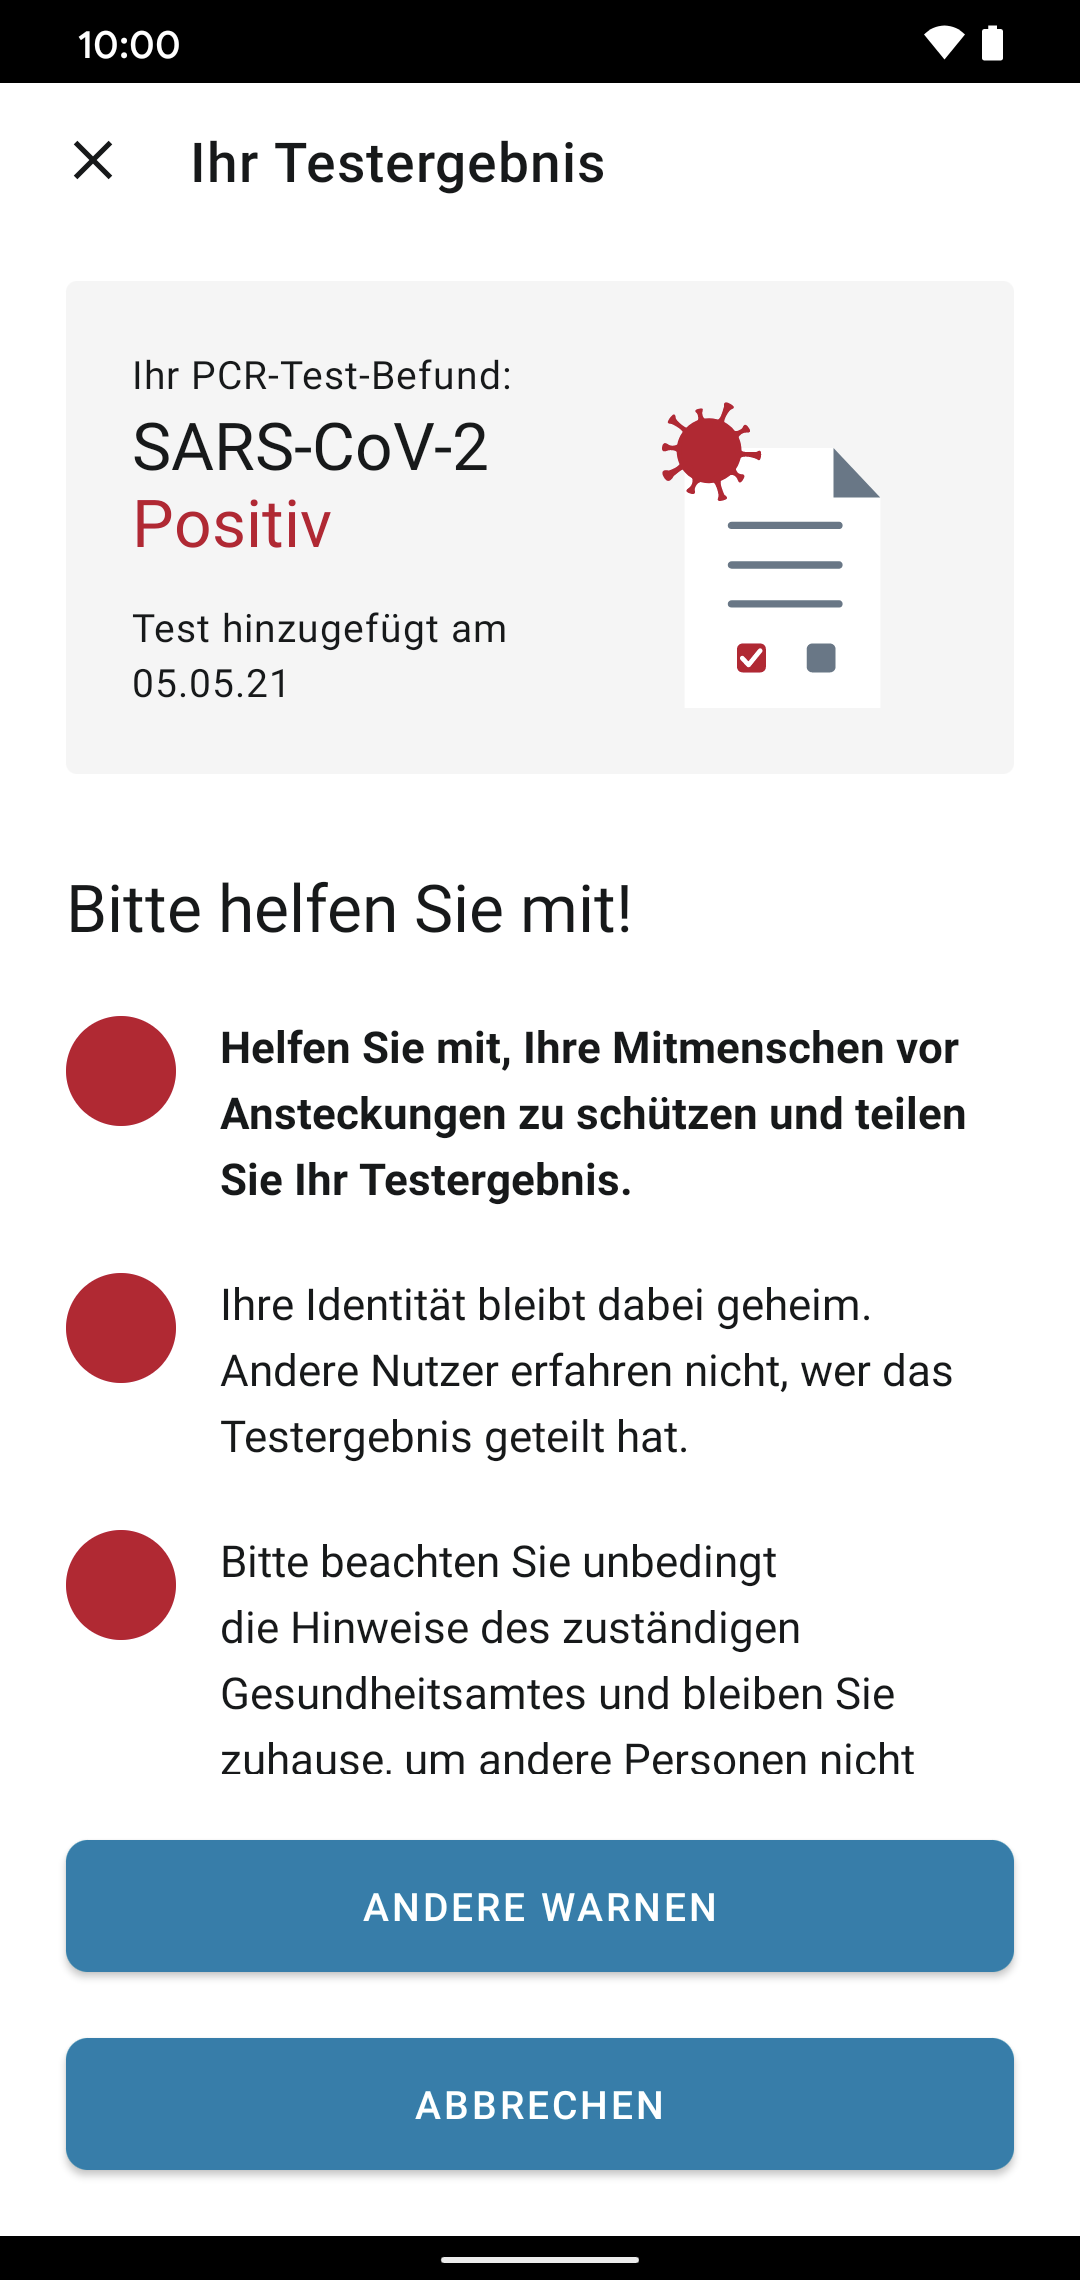 10:00
Ihr Testergebnis
Ihr PCR-Test-Befund:
SARS-CoV-2
Positiv
Test hinzugefügt am
05.05.21
Bitte helfen Sie mit!
Helfen Sie mit, Ihre Mitmenschen vor
Ansteckungen zu schützen und teilen
Sie Ihr Testergebnis.
Ihre Identität bleibt dabei geheim.
Andere Nutzer erfahren nicht, wer das
Testergebnis geteilt hat.
Bitte beachten Sie unbedingt
die Hinweise des zuständigen
Gesundheitsamtes und bleiben Sie
zuhause, um andere Personen nicht
ANDERE WARNEN
ABBRECHEN